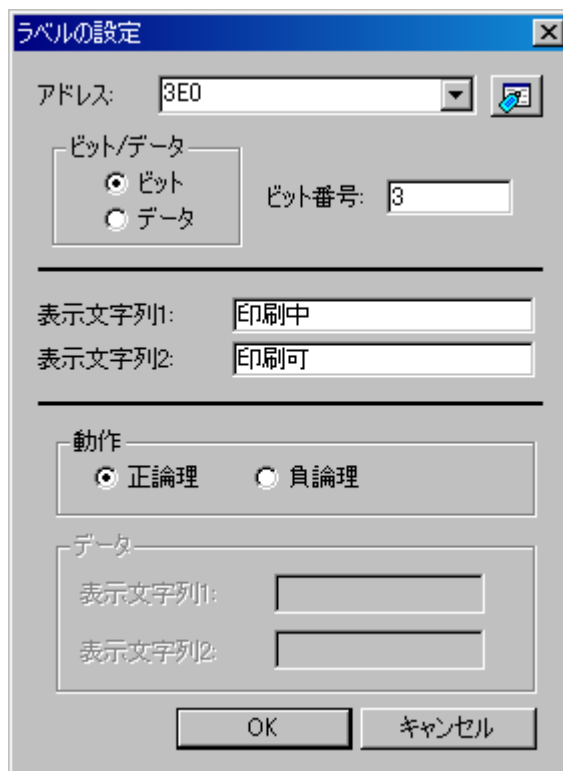 ラベルの設定
アドレス: 3E0
ビット/データ
ビット
データ
ビット番号: 3
表示文字列1: 印刷中
表示文字列2: 印刷可
動作
正論理 負論理
データ
表示文字列1:
表示文字列2:
OK キャンセル